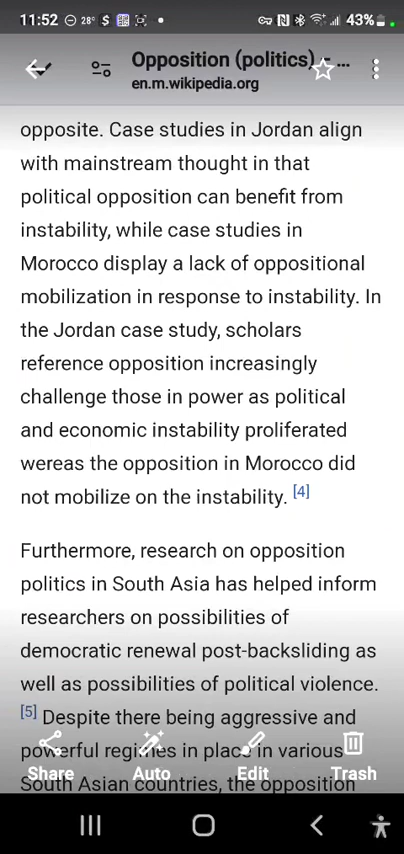 11:52 28° $ 43%
Opposition (politics) - ...
en.m.wikipedia.org
opposite. Case studies in Jordan align
with mainstream thought in that
political opposition can benefit from
instability, while case studies in
Morocco display a lack of oppositional
mobilization in response to instability. In
the Jordan case study, scholars
reference opposition increasingly
challenge those in power as political
and economic instability proliferated
wereas the opposition in Morocco did
not mobilize on the instability. [4]
Furthermore, research on opposition
politics in South Asia has helped inform
researchers on possibilities of
democratic renewal post-backsliding as
well as possibilities of political violence.
[5] Despite there being aggressive and
powerful regimes in place in various
South Asian countries, the opposition
Share Auto Edit Trash